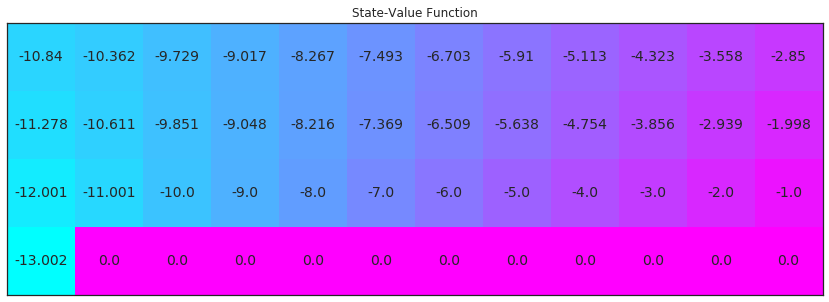 State-Value Function
-10.84 -10.362 -9.729 -9.017 -8.267 -7.493 -6.703 -5.91 -5.113 -4.323 -3.558 -2.85
-11.278 -10.611 -9.851 -9.048 -8.216 -7.369 -6.509 -5.638 -4.754 -3.856 -2.939 -1.998
-12.001 -11.001 -10.0 -9.0 -8.0 -7.0 -6.0 -5.0 -4.0 -3.0 -2.0 -1.0
-13.002 0.0 0.0 0.0 0.0 0.0 0.0 0.0 0.0 0.0 0.0 0.0